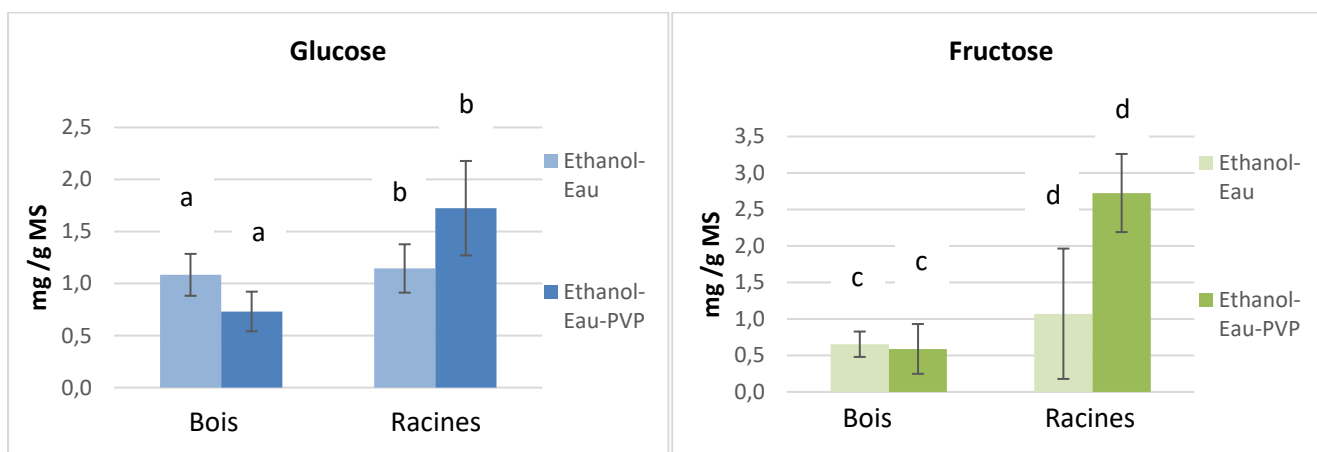 Glucose
b
2,5
2,0
1,5
1,0
0,5
0,0
mg /g MS
a
a
b
Bois
Racines
Ethanol-
Eau
Ethanol-
Eau-PVP
Fructose
d
3,5
3,0
2,5
2,0
1,5
1,0
0,5
0,0
mg /g MS
c
c
d
Bois
Racines
Ethanol-
Eau
Ethanol-
Eau-PVP